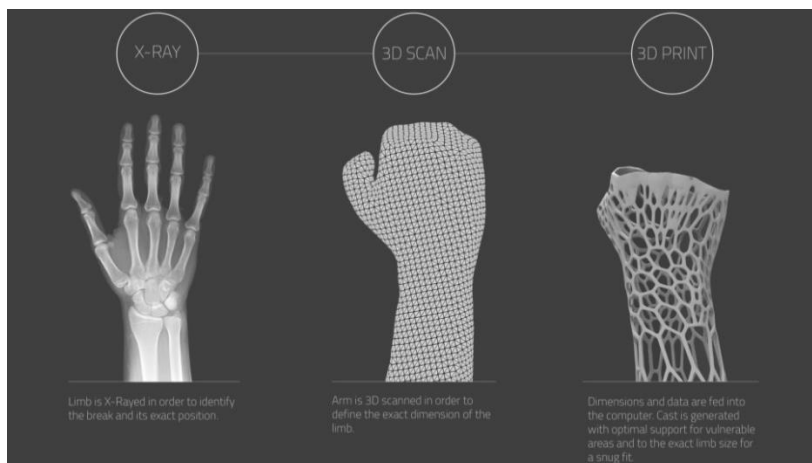 X-RAY
3D SCAN
3D PRINT
Limb is X-Rayed in order to identify
the break and its exact position.
Arm is 3D scanned in order to
define the exact dimension of the
limb.
Dimensions and data are fed into
the computer. Cast is generated
with optimal support for vulnerable
areas and to the exact limb size for
a snug fit.